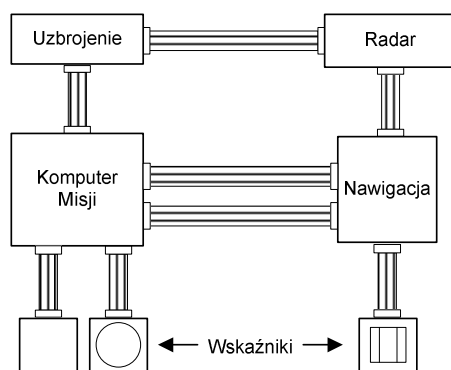 Uzbrojenie
Radar
Komputer
Misji
Nawigacja
Wskaźniki